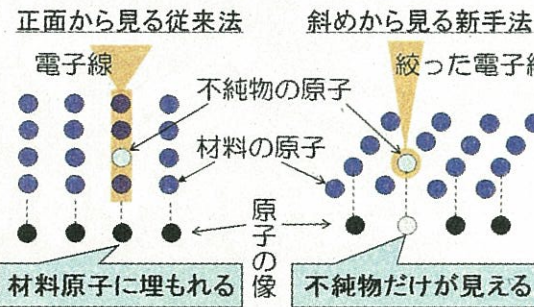 正面から見る従来法
斜めから見る新手法
電子線
絞った電子線
不純物の原子
材料の原子
原子の像
材料原子に埋もれる
不純物だけが見える